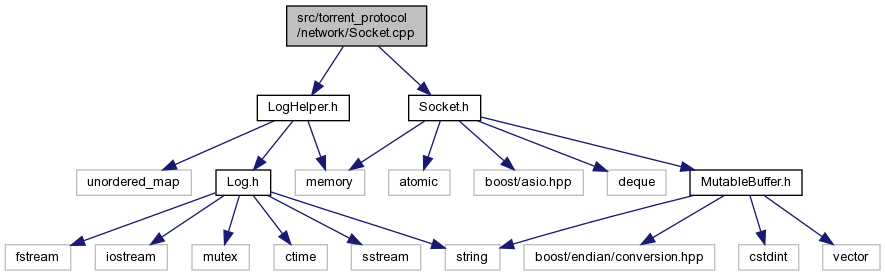 src/torrent_protocol
/network/Socket.cpp
LogHelper.h
Socket.h
unordered_map
Log.h
memory
atomic
boost/asio.hpp
deque
MutableBuffer.h
fstream
iostream
mutex
ctime
sstream
string
boost/endian/conversion.hpp
cstdint
vector